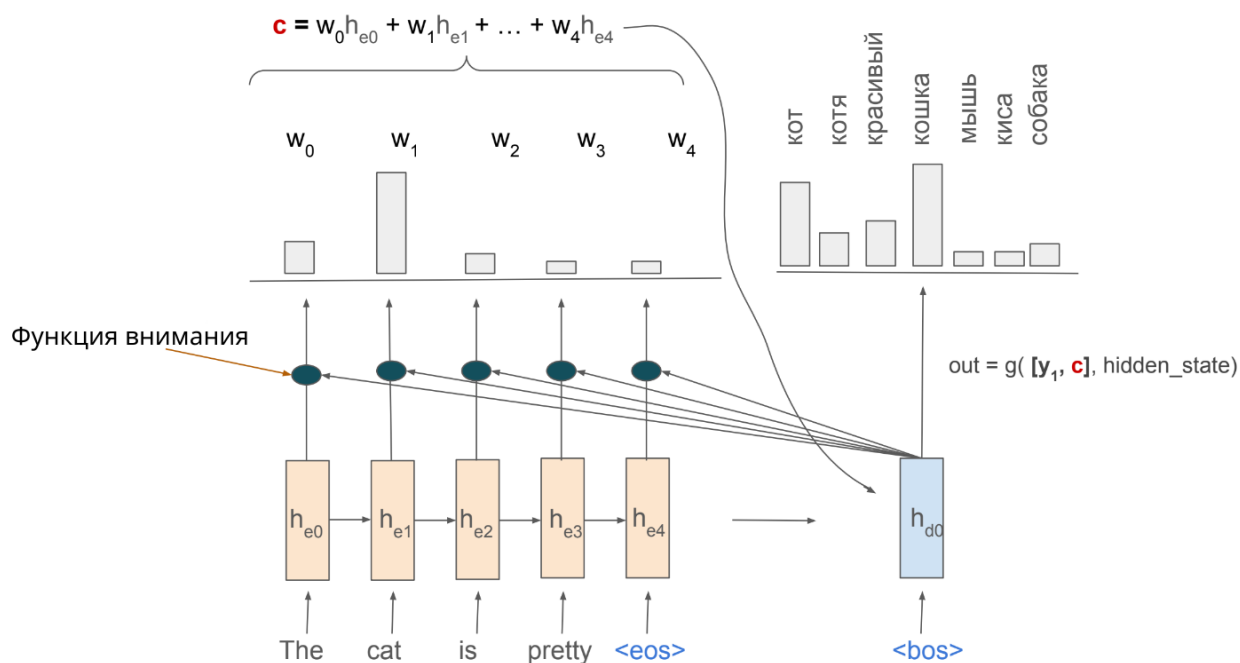 c = w₀hₑ₀ + w₁hₑ₁ + … + w₄hₑ₄
w₀ w₁ w₂ w₃ w₄
кот котя красивый кошка мышь киса собака
Функция внимания
out = g( [y₁, c], hidden_state)
hₑ₀ hₑ₁ hₑ₂ hₑ₃ hₑ₄ h_d0
The cat is pretty <eos> <bos>